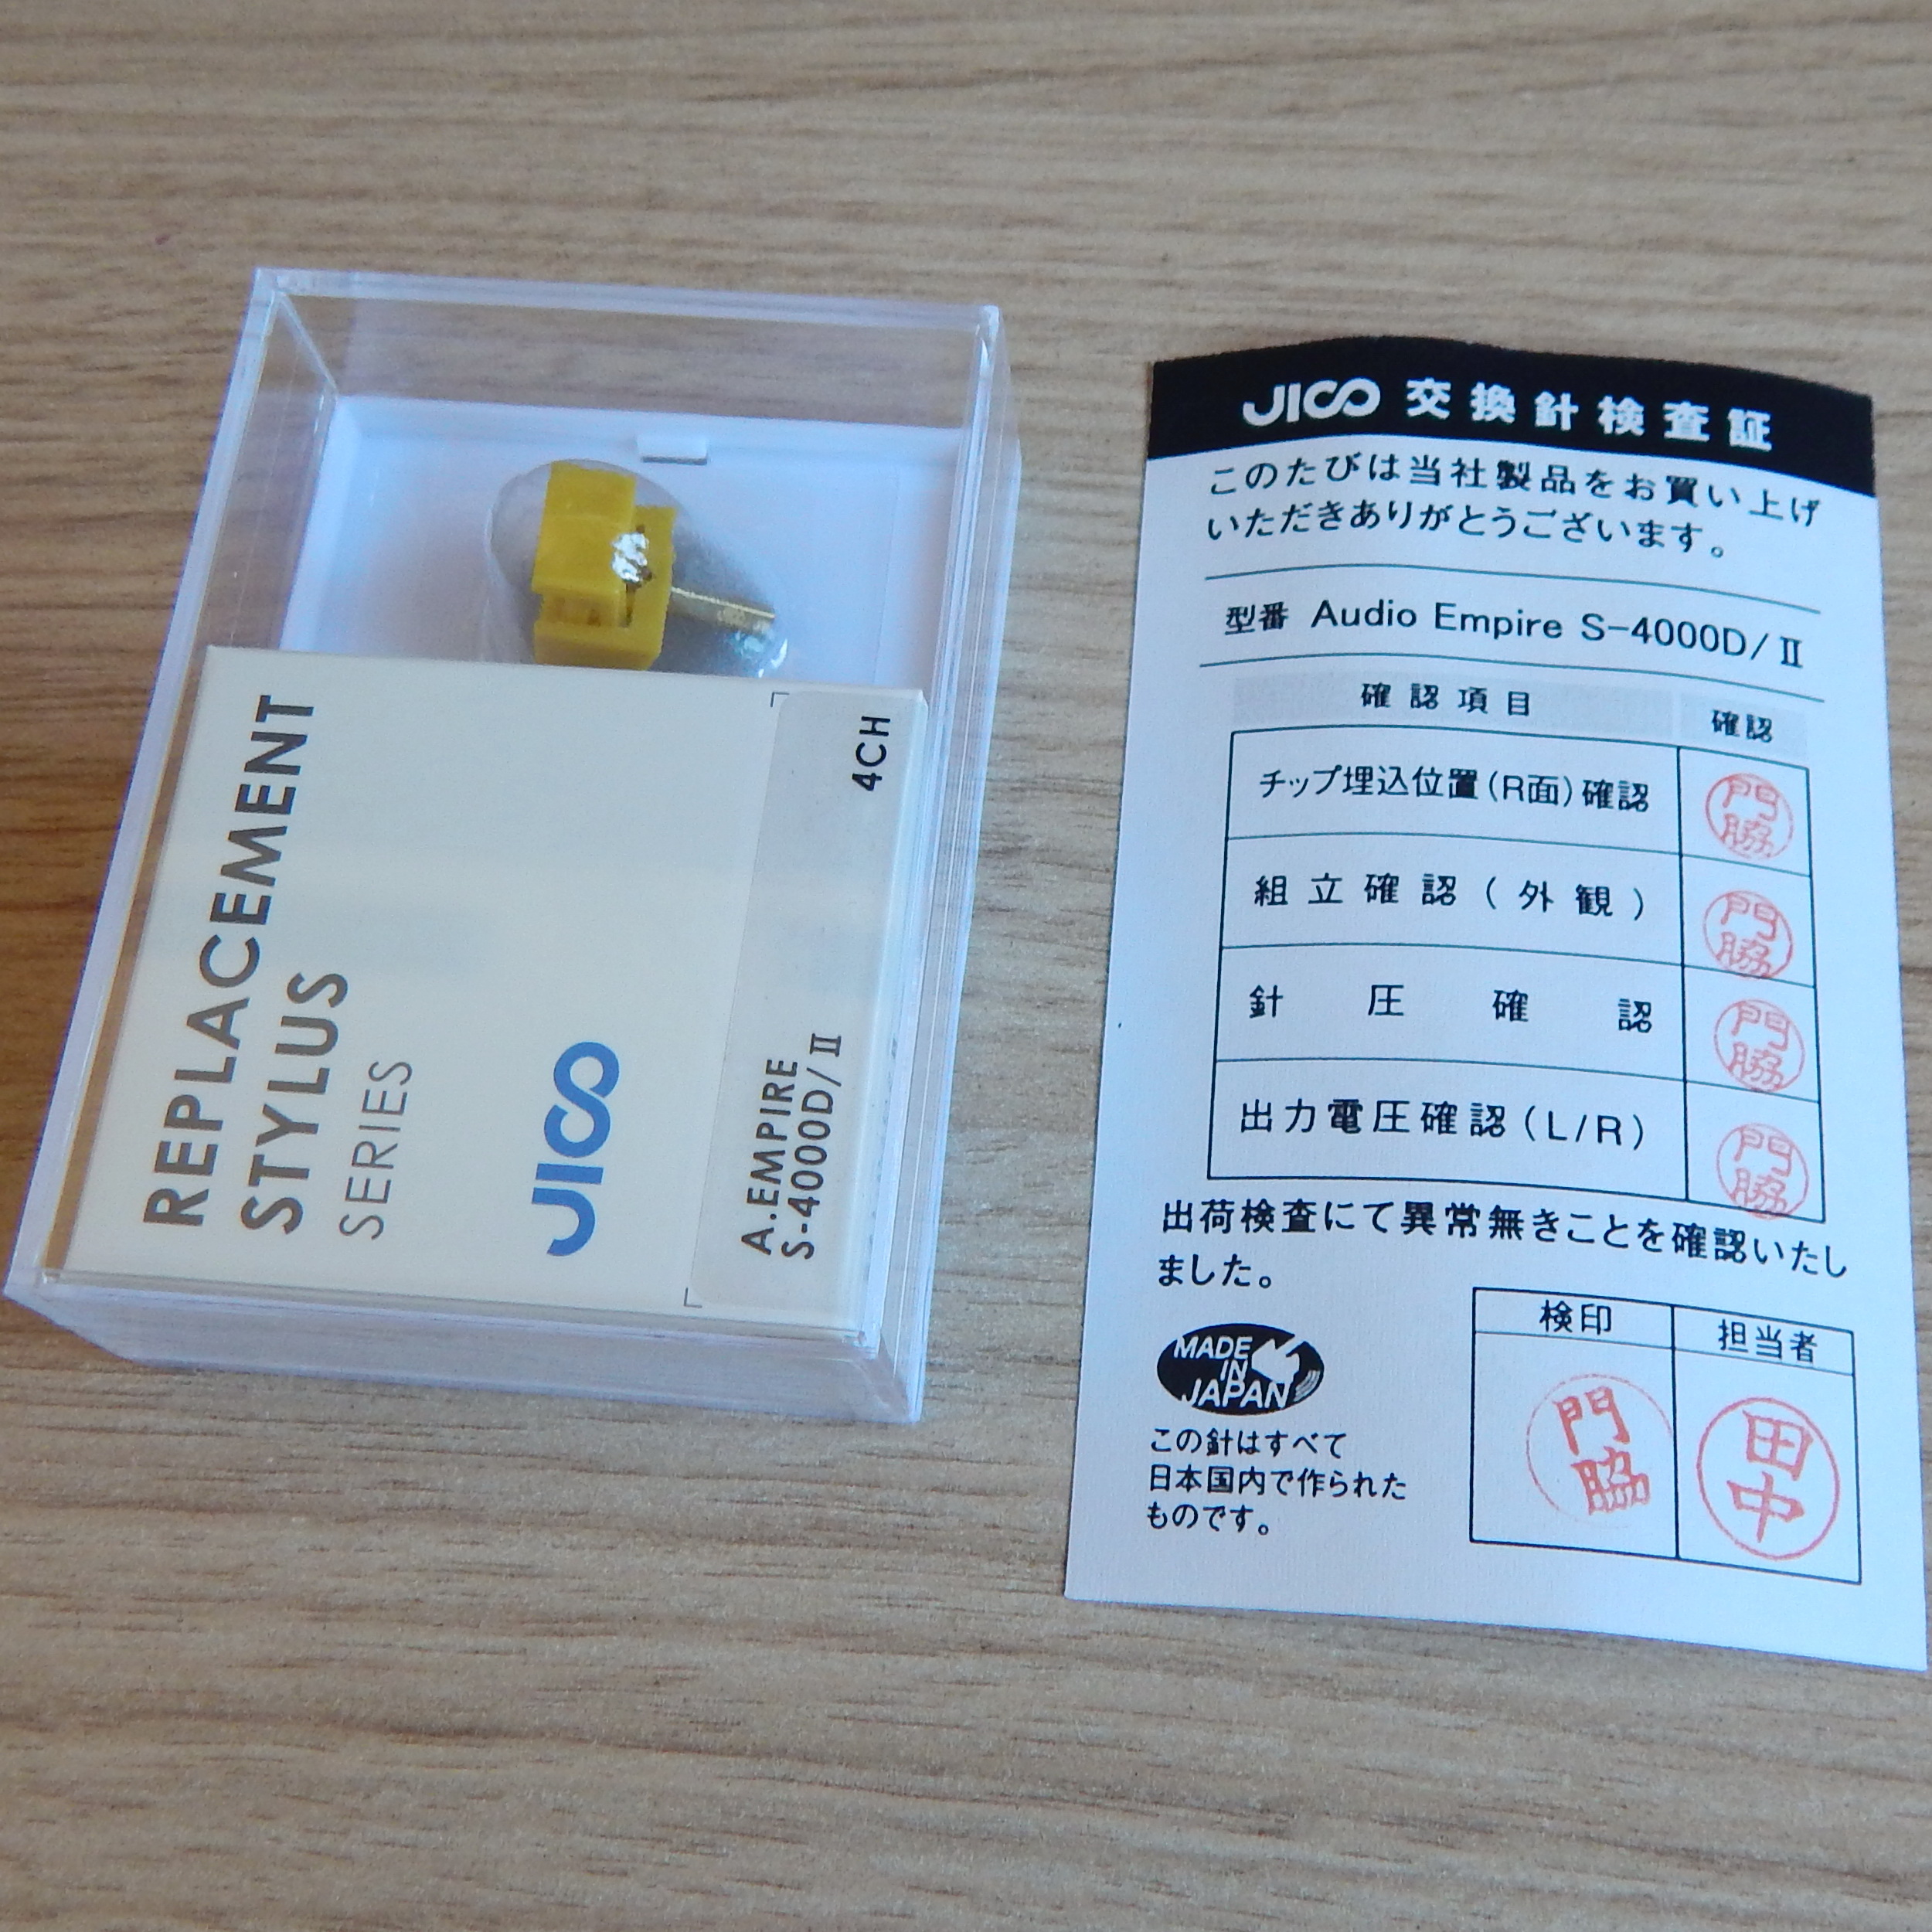 REPLACEMENT
STYLUS
SERIES
JICO
A.EMPIRE
S-4000D/II
4CH
JICO 交換針検査証
このたびは当社製品をお買い上げ
いただきありがとうございます。
型番 Audio Empire S-4000D/II
確認項目 確認
チップ埋込位置(R面)確認 門脇
組立確認(外観) 門脇
針圧確認 門脇
出力電圧確認(L/R) 門脇
出荷検査にて異常無きことを確認いたし
ました。
検印 担当者
門脇 田中
MADE
IN
JAPAN
この針はすべて
日本国内で作られた
ものです。